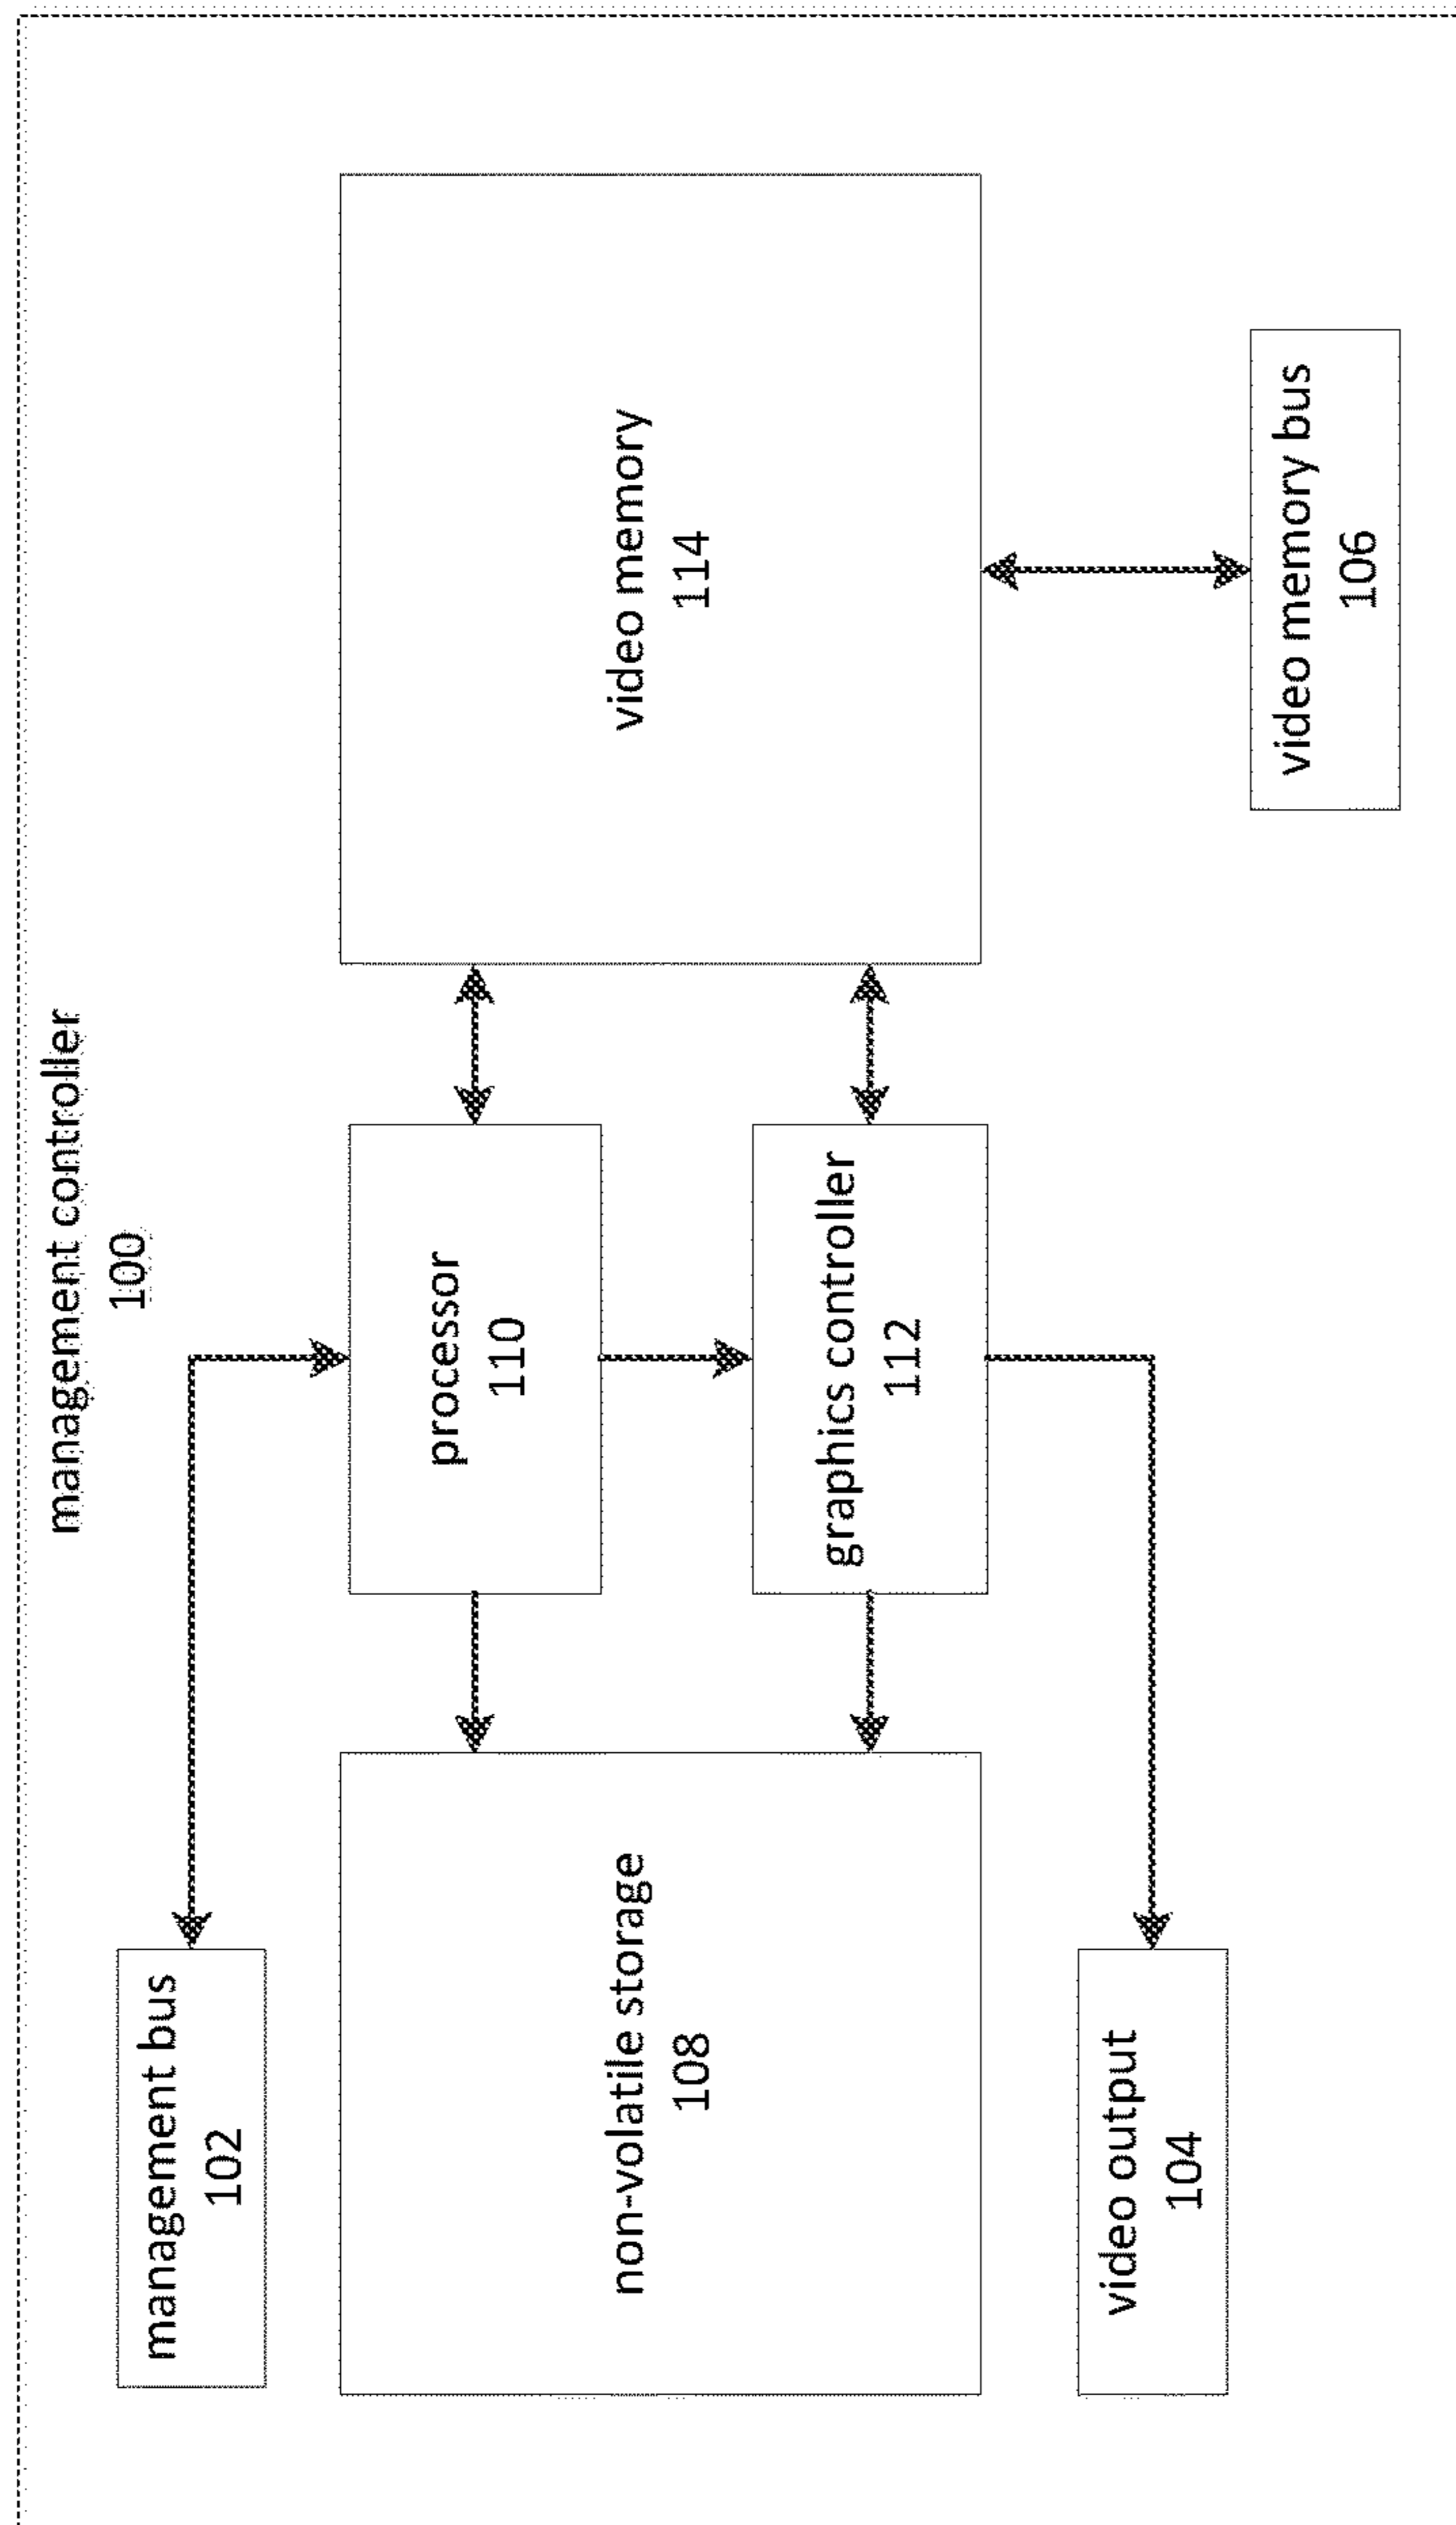 management controller
100
management bus
102
processor
110
non-volatile storage
108
video memory
114
graphics controller
112
video output
104
video memory bus
106